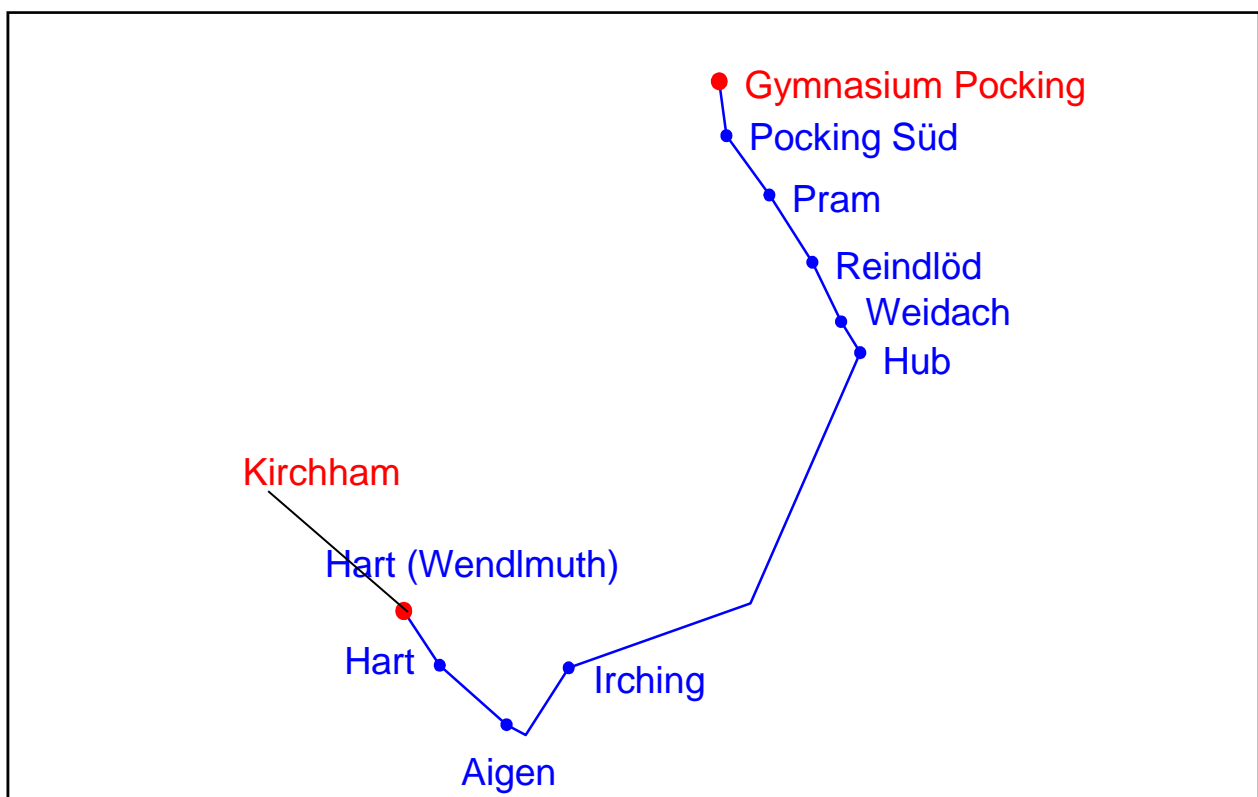 Gymnasium Pocking
Pocking Süd
Pram
Reindlöd
Weidach
Hub
Kirchham
Hart (Wendlmuth)
Hart
Irching
Aigen